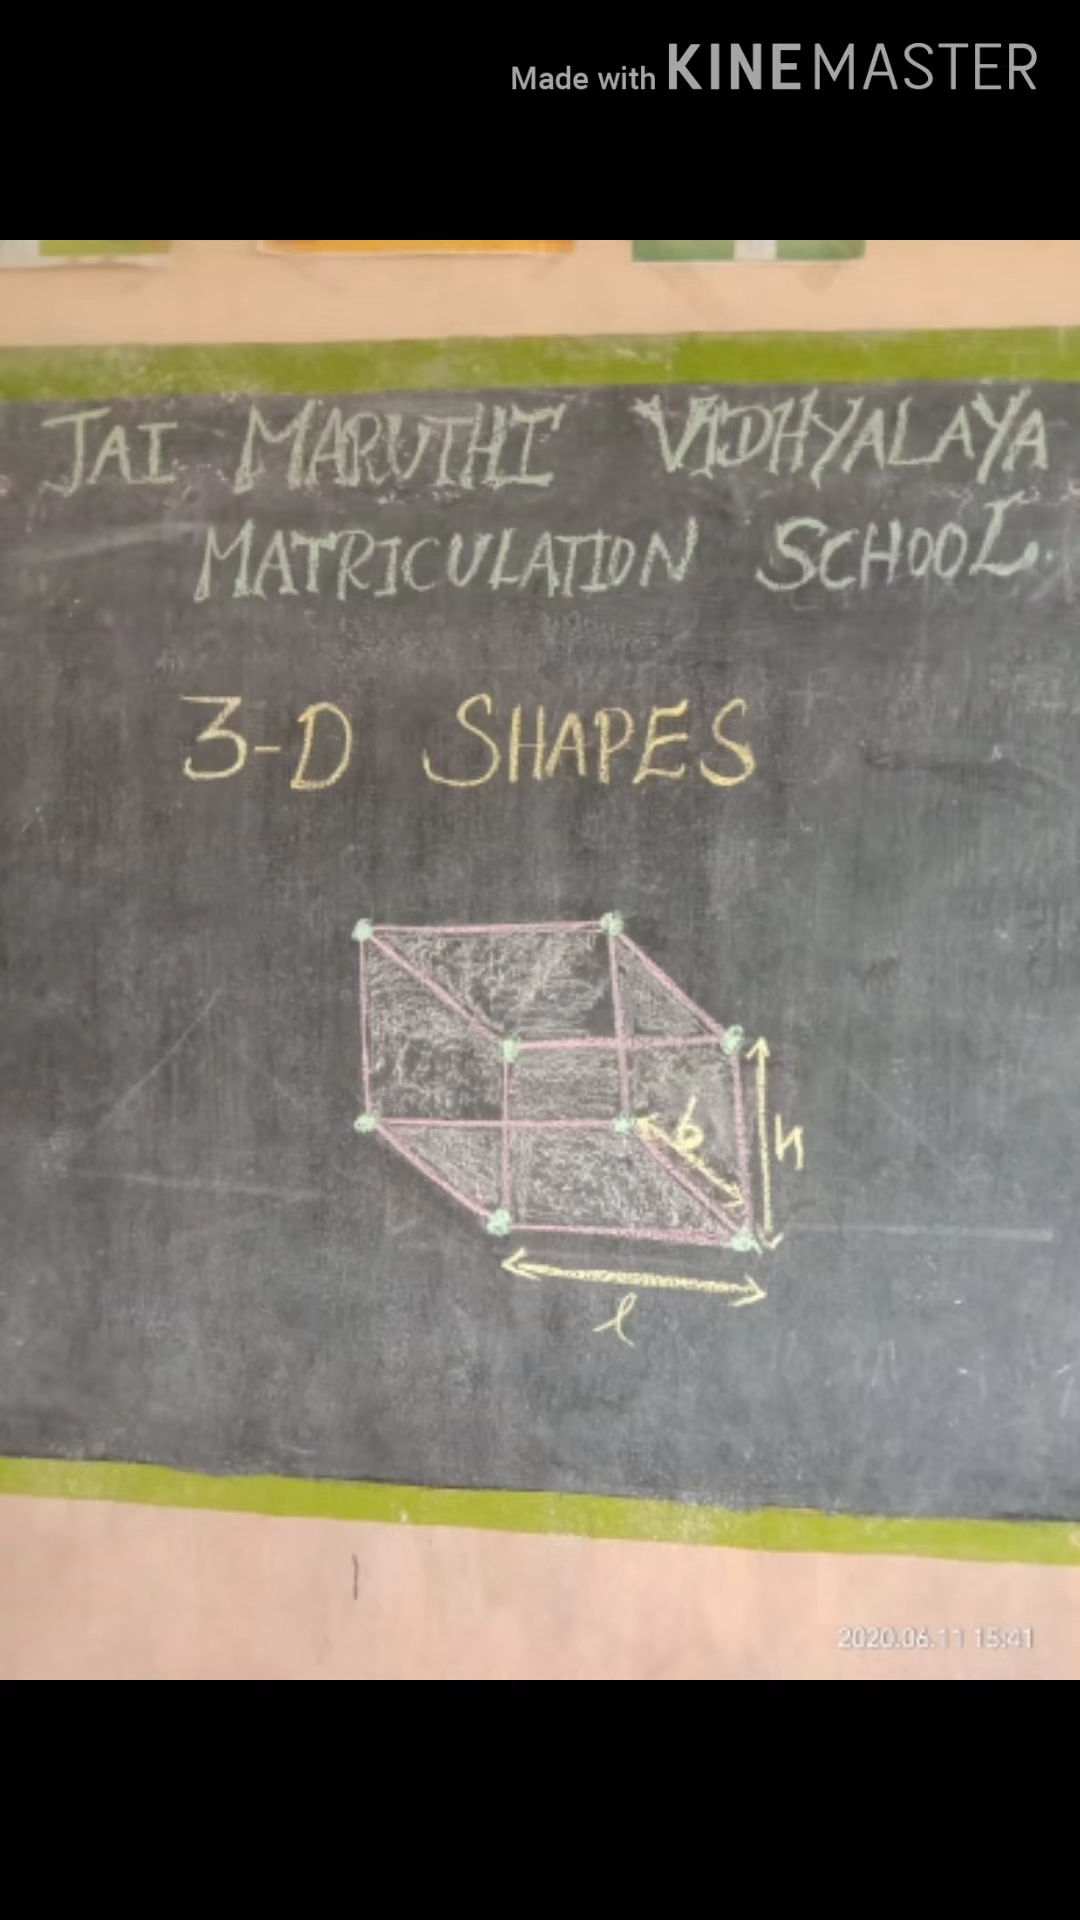 Made with KINEMASTER
JAI MARUTHI VIDHYALAYA
MATRICULATION SCHOOL.
3-D SHAPES
b
h
l
2020.06.11 15:41